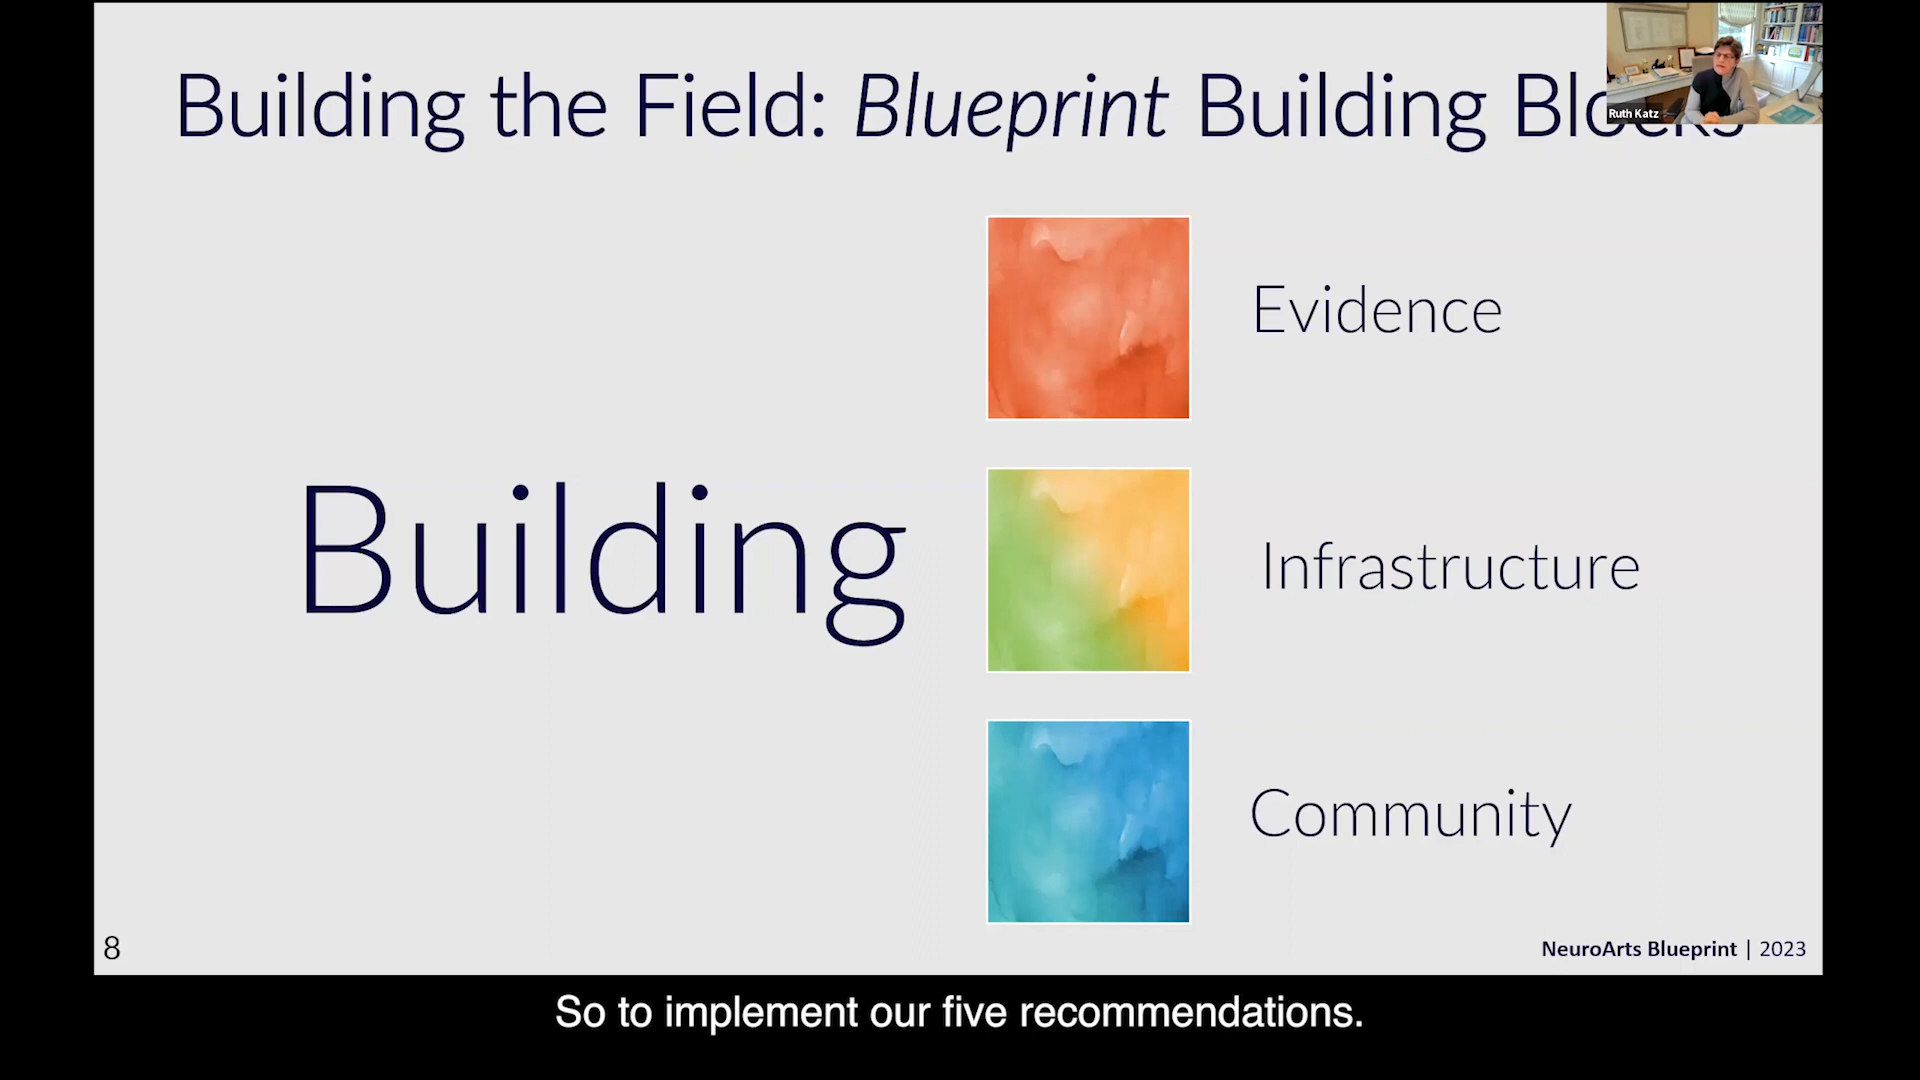 Building the Field: Blueprint Building Blocks
Ruth Katz
Evidence
Building
Infrastructure
Community
8
NeuroArts Blueprint | 2023
So to implement our five recommendations.